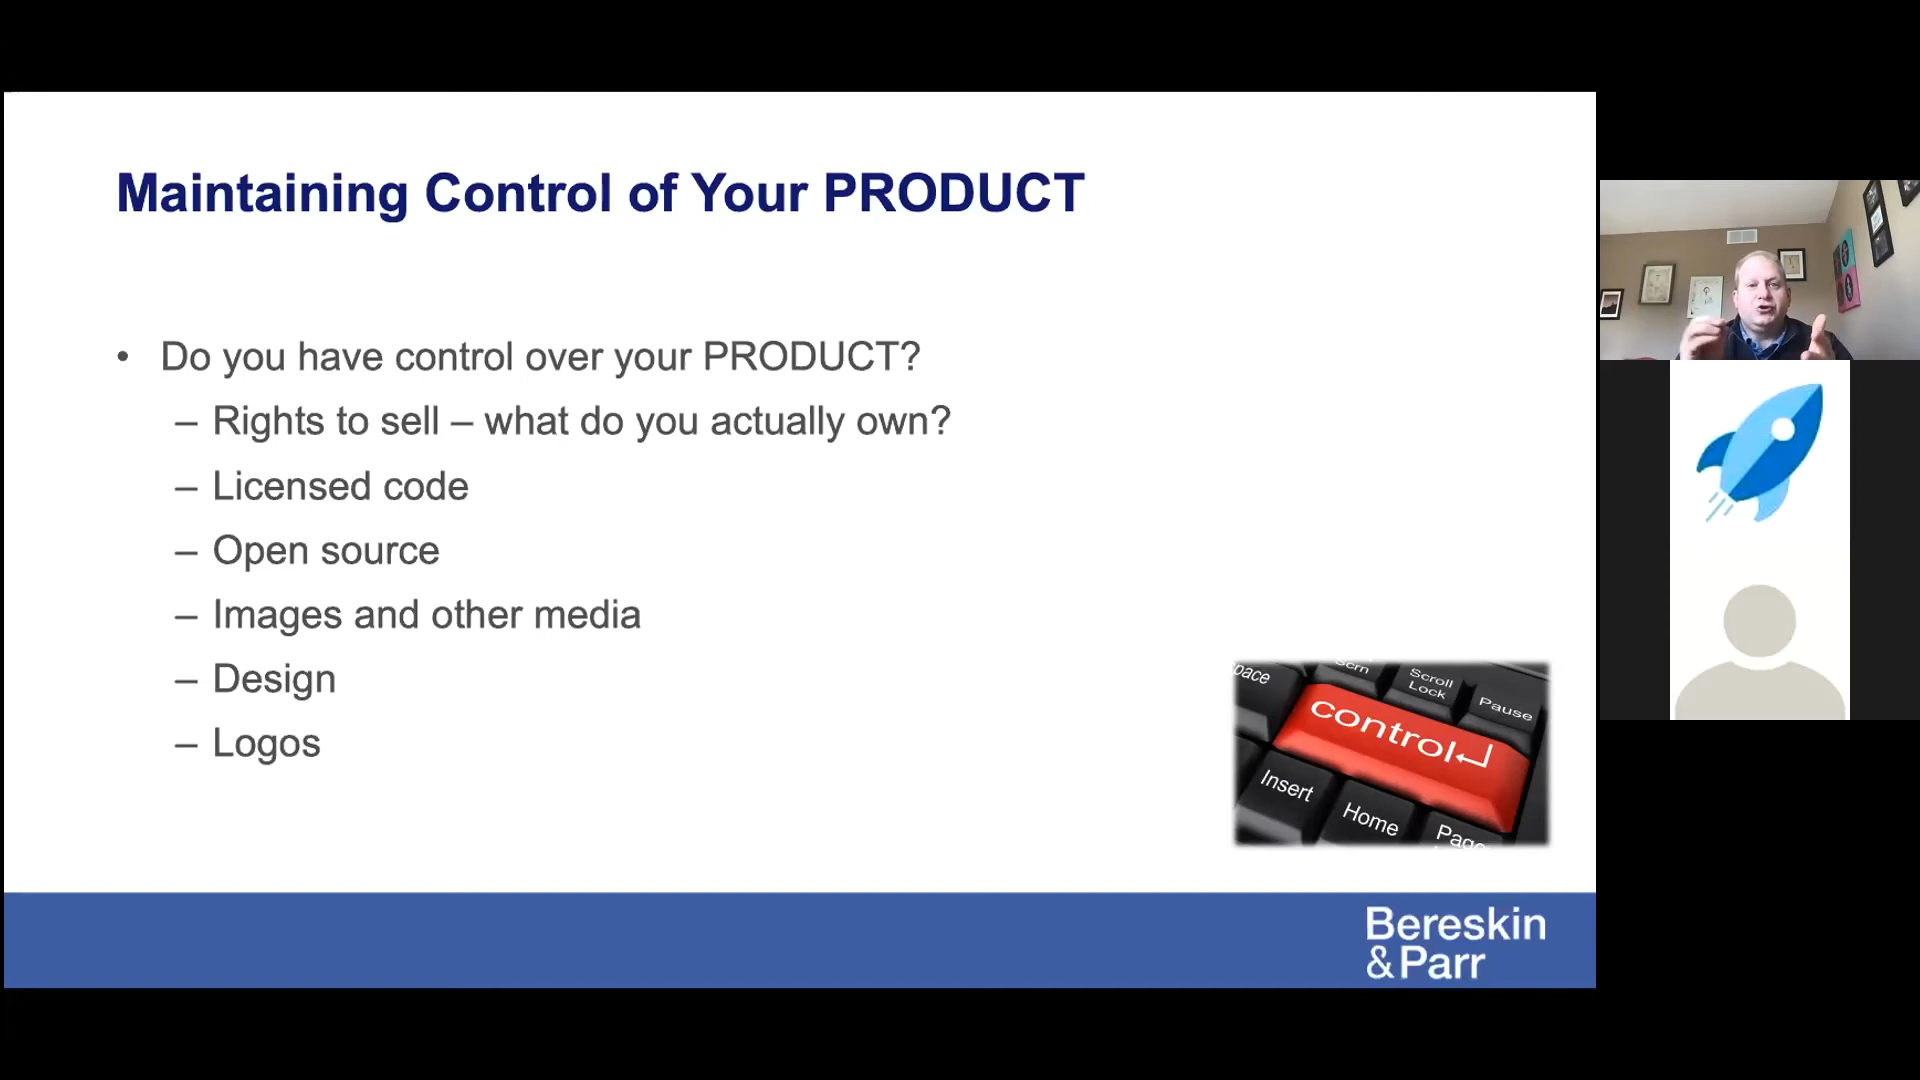 Maintaining Control of Your PRODUCT
• Do you have control over your PRODUCT?
– Rights to sell – what do you actually own?
– Licensed code
– Open source
– Images and other media
– Design
– Logos
Scrn
Scroll
Lock
Pause
control
Insert
Home
Page
Bereskin
& Parr